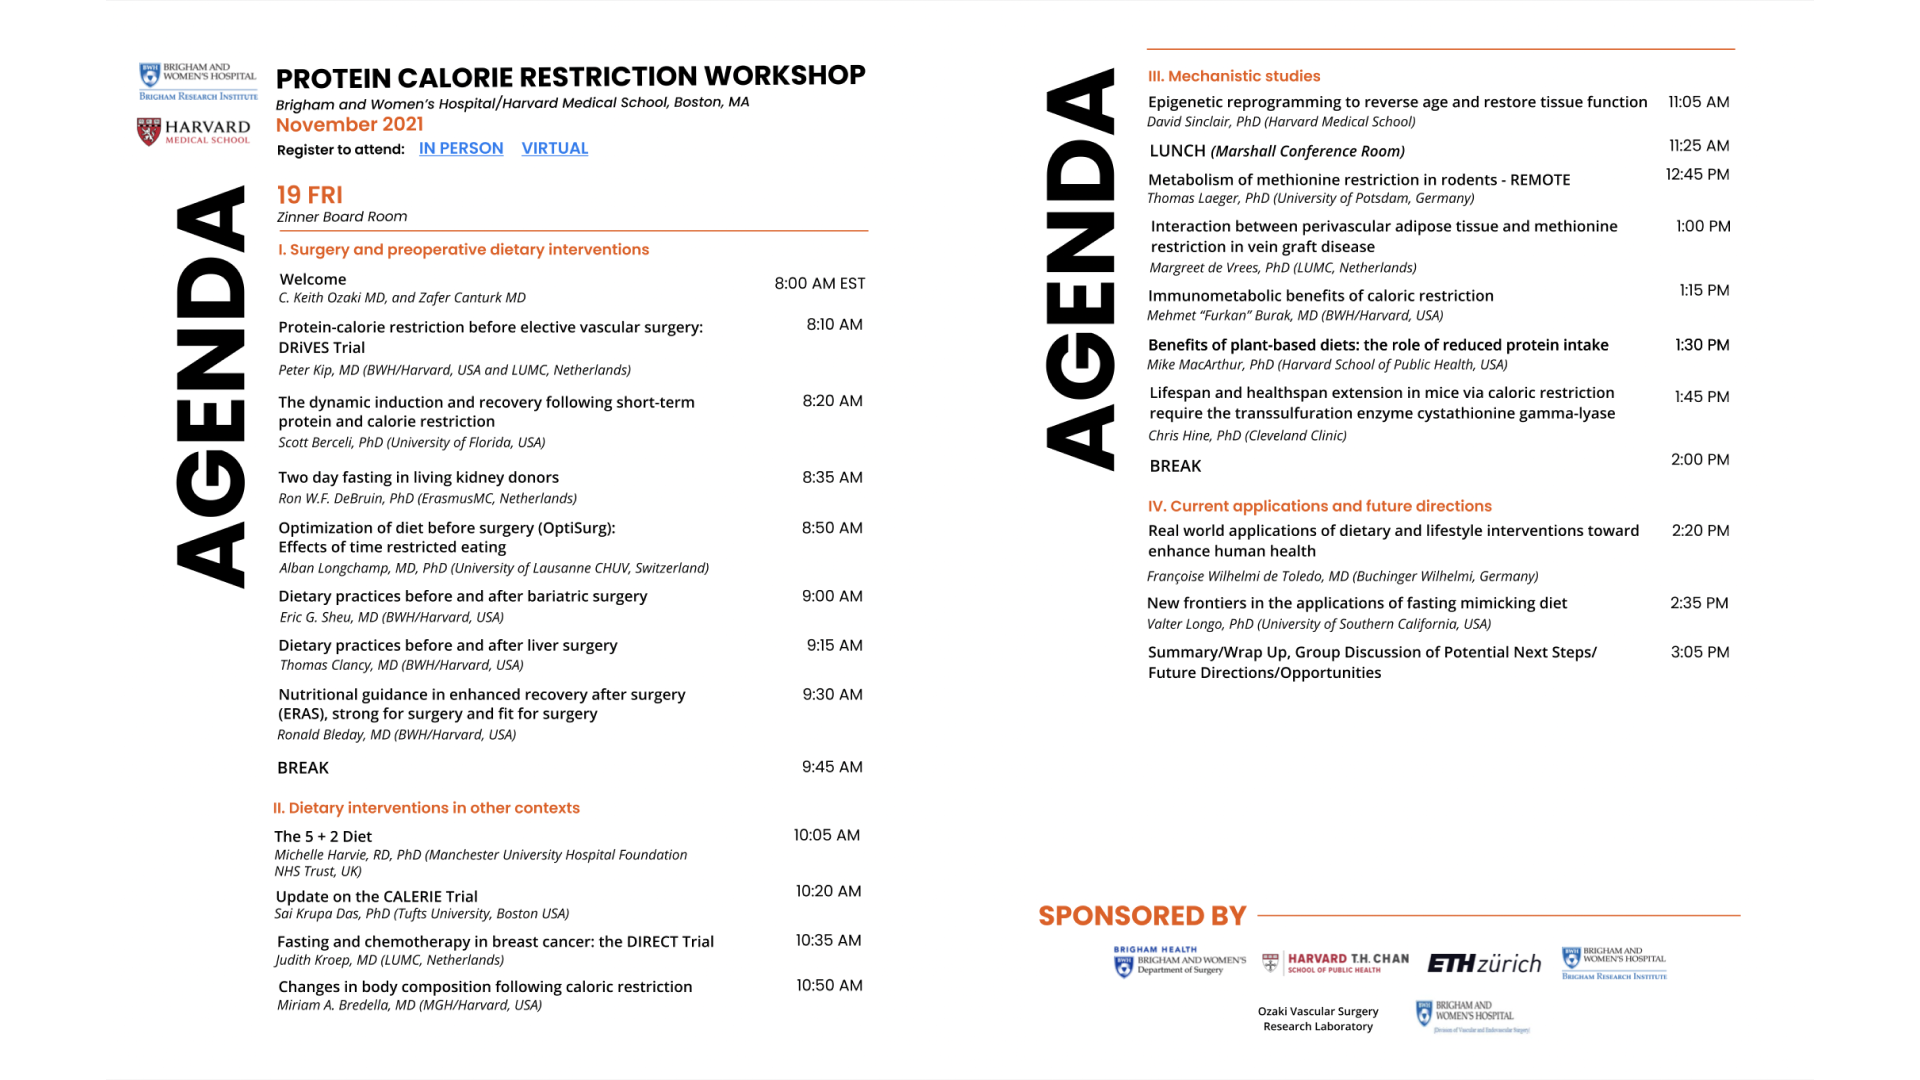 BRIGHAM AND
WOMEN'S HOSPITAL
BRIGHAM RESEARCH INSTITUTE
HARVARD
MEDICAL SCHOOL
PROTEIN CALORIE RESTRICTION WORKSHOP
Brigham and Women's Hospital/Harvard Medical School, Boston, MA
November 2021
Register to attend: IN PERSON VIRTUAL
AGENDA
19 FRI
Zinner Board Room
I. Surgery and preoperative dietary interventions
Welcome 8:00 AM EST
C. Keith Ozaki MD, and Zafer Canturk MD
Protein-calorie restriction before elective vascular surgery: 8:10 AM
DRiVES Trial
Peter Kip, MD (BWH/Harvard, USA and LUMC, Netherlands)
The dynamic induction and recovery following short-term 8:20 AM
protein and calorie restriction
Scott Berceli, PhD (University of Florida, USA)
Two day fasting in living kidney donors 8:35 AM
Ron W.F. DeBruin, PhD (ErasmusMC, Netherlands)
Optimization of diet before surgery (OptiSurg): 8:50 AM
Effects of time restricted eating
Alban Longchamp, MD, PhD (University of Lausanne CHUV, Switzerland)
Dietary practices before and after bariatric surgery 9:00 AM
Eric G. Sheu, MD (BWH/Harvard, USA)
Dietary practices before and after liver surgery 9:15 AM
Thomas Clancy, MD (BWH/Harvard, USA)
Nutritional guidance in enhanced recovery after surgery 9:30 AM
(ERAS), strong for surgery and fit for surgery
Ronald Bleday, MD (BWH/Harvard, USA)
BREAK 9:45 AM
II. Dietary interventions in other contexts
The 5 + 2 Diet 10:05 AM
Michelle Harvie, RD, PhD (Manchester University Hospital Foundation
NHS Trust, UK)
Update on the CALERIE Trial 10:20 AM
Sai Krupa Das, PhD (Tufts University, Boston USA)
Fasting and chemotherapy in breast cancer: the DIRECT Trial 10:35 AM
Judith Kroep, MD (LUMC, Netherlands)
Changes in body composition following caloric restriction 10:50 AM
Miriam A. Bredella, MD (MGH/Harvard, USA)
AGENDA
III. Mechanistic studies
Epigenetic reprogramming to reverse age and restore tissue function 11:05 AM
David Sinclair, PhD (Harvard Medical School)
LUNCH (Marshall Conference Room) 11:25 AM
Metabolism of methionine restriction in rodents - REMOTE 12:45 PM
Thomas Laeger, PhD (University of Potsdam, Germany)
Interaction between perivascular adipose tissue and methionine 1:00 PM
restriction in vein graft disease
Margreet de Vrees, PhD (LUMC, Netherlands)
Immunometabolic benefits of caloric restriction 1:15 PM
Mehmet “Furkan” Burak, MD (BWH/Harvard, USA)
Benefits of plant-based diets: the role of reduced protein intake 1:30 PM
Mike MacArthur, PhD (Harvard School of Public Health, USA)
Lifespan and healthspan extension in mice via caloric restriction 1:45 PM
require the transsulfuration enzyme cystathionine gamma-lyase
Chris Hine, PhD (Cleveland Clinic)
BREAK 2:00 PM
IV. Current applications and future directions
Real world applications of dietary and lifestyle interventions toward 2:20 PM
enhance human health
Françoise Wilhelmi de Toledo, MD (Buchinger Wilhelmi, Germany)
New frontiers in the applications of fasting mimicking diet 2:35 PM
Valter Longo, PhD (University of Southern California, USA)
Summary/Wrap Up, Group Discussion of Potential Next Steps/ 3:05 PM
Future Directions/Opportunities
SPONSORED BY
BRIGHAM HEALTH
BRIGHAM AND WOMEN'S
Department of Surgery
HARVARD T.H. CHAN
SCHOOL OF PUBLIC HEALTH
ETH zürich
BRIGHAM AND
WOMEN'S HOSPITAL
BRIGHAM RESEARCH INSTITUTE
Ozaki Vascular Surgery
Research Laboratory
BRIGHAM AND
WOMEN'S HOSPITAL
(Division of Vascular and Endovascular Surgery)